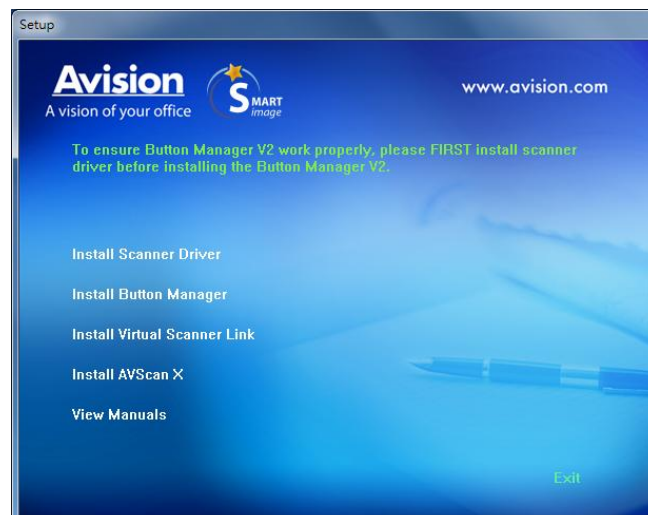 Setup
Avision
A vision of your office
SMART
image
www.avision.com
To ensure Button Manager V2 work properly, please FIRST install scanner
driver before installing the Button Manager V2.
Install Scanner Driver
Install Button Manager
Install Virtual Scanner Link
Install AVScan X
View Manuals
Exit